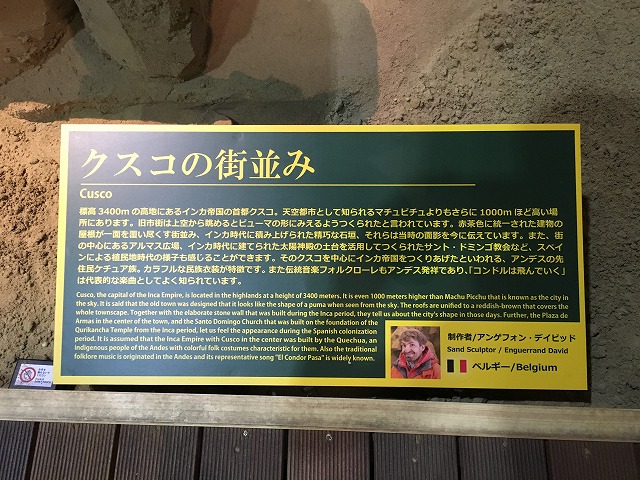 クスコの街並み
Cusco
標高3400mの高地にあるインカ帝国の首都クスコ。天空都市として知られるマチュピチュよりもさらに1000mほど高い場
所にあります。旧市街は上空から眺めるとピューマの形にみえるようつくられたと言われています。赤茶色に統一された建物の
屋根が一面を覆い尽くす街並み、インカ時代に積み上げられた精巧な石垣、それらは当時の面影を今に伝えています。また、街
の中心にあるアルマス広場、インカ時代に建てられた太陽神殿の土台を活用してつくられたサント・ドミンゴ教会など、スペイ
ンによる植民地時代の様子も感じることができます。そのクスコを中心にインカ帝国をつくりあげたといわれる、アンデスの先
住民ケチュア族。カラフルな民族衣装が特徴です。また伝統音楽フォルクローレもアンデス発祥であり、「コンドルは飛んでいく」
は代表的な楽曲としてよく知られています。
Cusco, the capital of the Inca Empire, is located in the highlands at a height of 3400 meters. It is even 1000 meters higher than Machu Picchu that is known as the city in
the sky. It is said that the old town was designed that it looks like the shape of a puma when seen from the sky. The roofs are unified to a reddish-brown that covers the
whole townscape. Together with the elaborate stone wall that was built during the Inca period, they tell us about the city's shape in those days. Further, the Plaza de
Armas in the center of the town, and the Santo Domingo Church that was built on the foundation of the
Qurikancha Temple from the Inca period, let us feel the appearance during the Spanish colonization
period. It is assumed that the Inca Empire with Cusco in the center was built by the Quechua, an
indigenous people of the Andes with colorful folk costumes characteristic for them. Also the traditional
folklore music is originated in the Andes and its representative song "El Condor Pasa" is widely known.
制作者/アンゲフォン・デイビッド
Sand Sculptor / Enguerrand David
ベルギー/Belgium